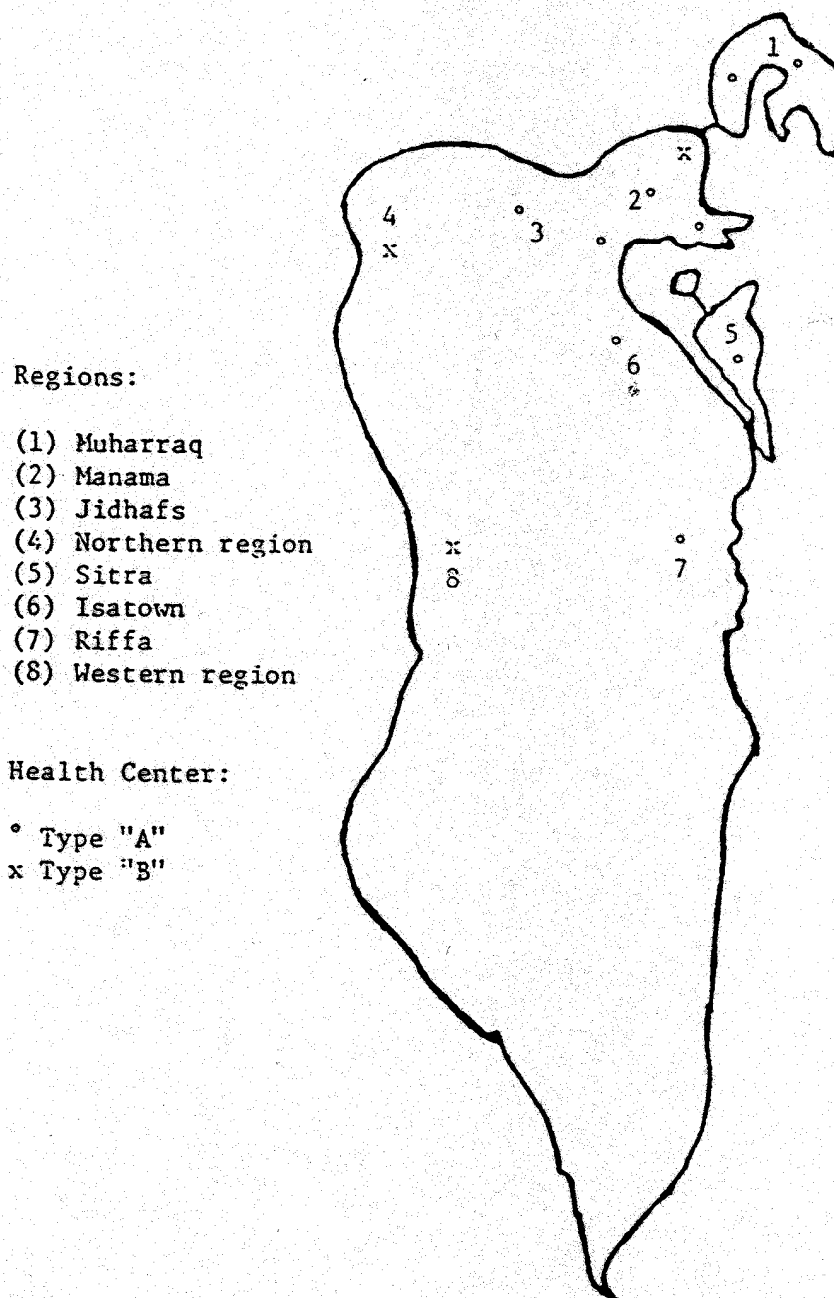 1
2
4
3
5
6
Regions:
(1) Muharraq
(2) Manama
(3) Jidhafs
(4) Northern region
(5) Sitra
(6) Isatown
(7) Riffa
(8) Western region
x
7
8
Health Center:
° Type "A"
x Type "B"